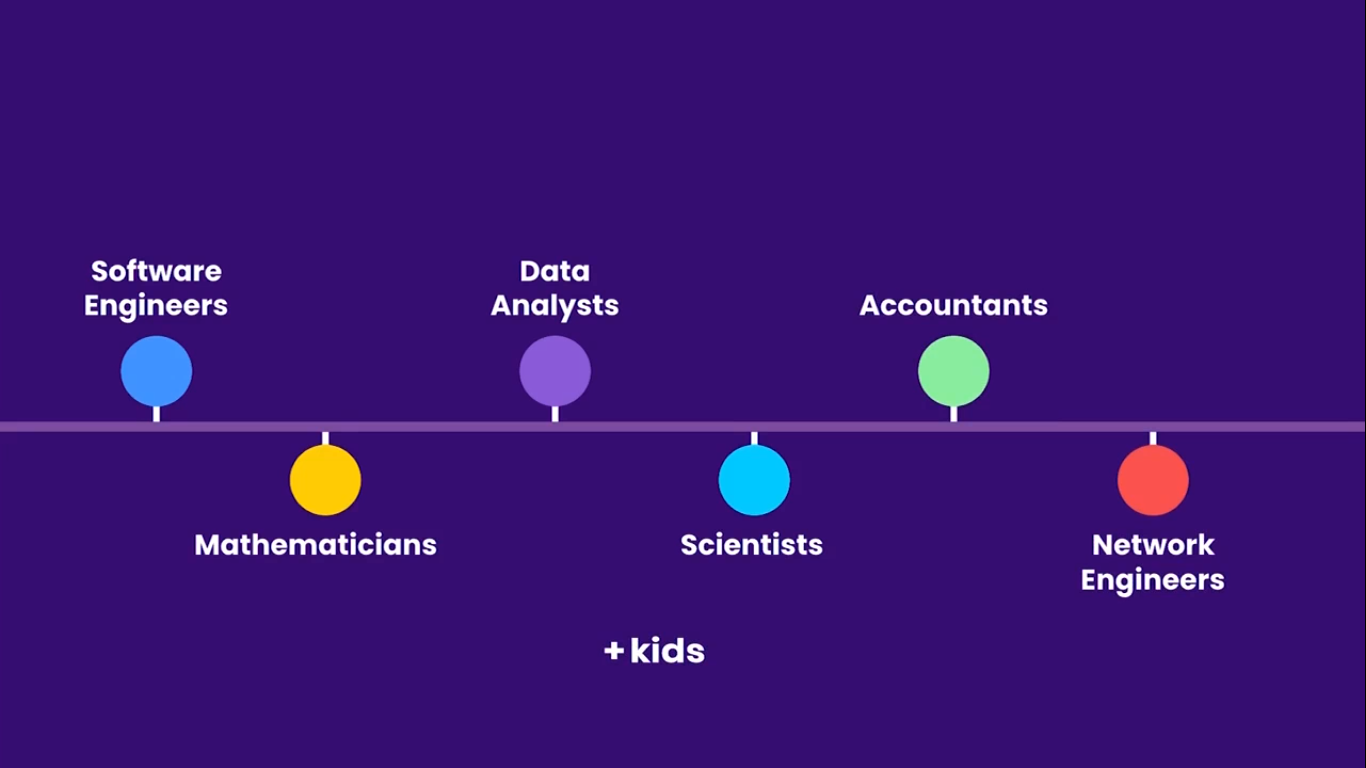 Software
Engineers
Data
Analysts
Accountants
Mathematicians
Scientists
Network
Engineers
+ kids